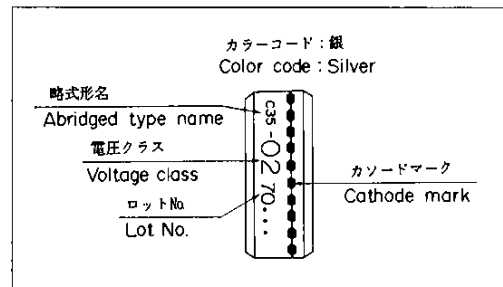 カラーコード：銀
Color code : Silver
略式形名
Abridged type name
電圧クラス
Voltage class
ロットNo.
Lot No.
C35-02 70...
カソードマーク
Cathode mark